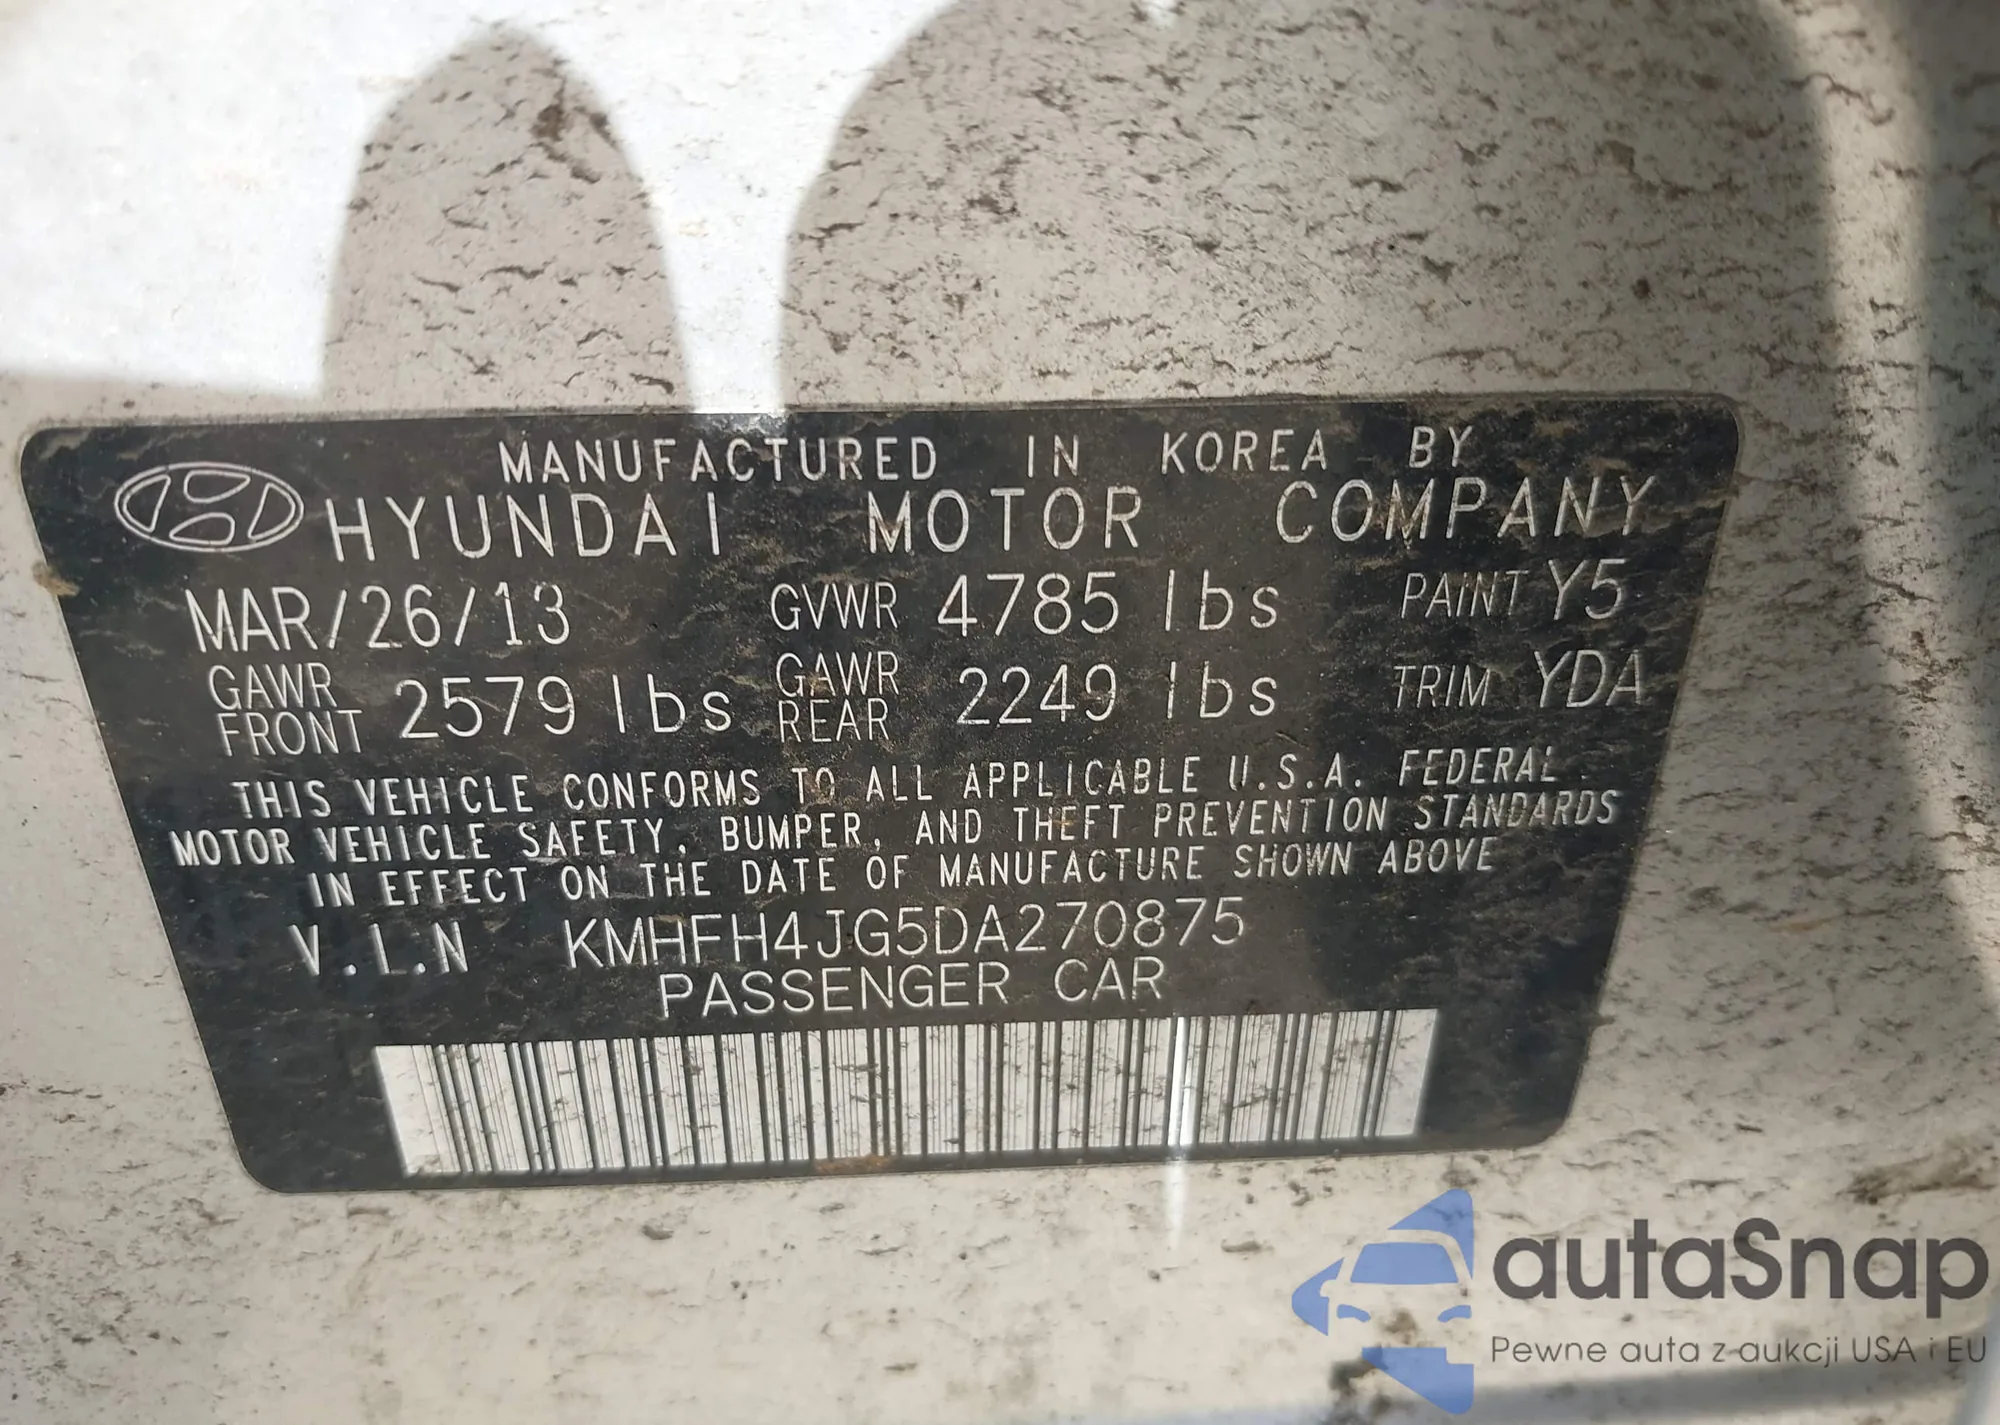 MANUFACTURED IN KOREA BY
HYUNDAI MOTOR COMPANY
MAR/26/13 GVWR 4785 lbs PAINT Y5
GAWR FRONT 2579 lbs GAWR REAR 2249 lbs TRIM YDA
THIS VEHICLE CONFORMS TO ALL APPLICABLE U.S.A. FEDERAL
MOTOR VEHICLE SAFETY, BUMPER, AND THEFT PREVENTION STANDARDS
IN EFFECT ON THE DATE OF MANUFACTURE SHOWN ABOVE
V.I.N KMHFH4JG5DA270875
PASSENGER CAR
autaSnap
Pewne auta z aukcji USA i EU